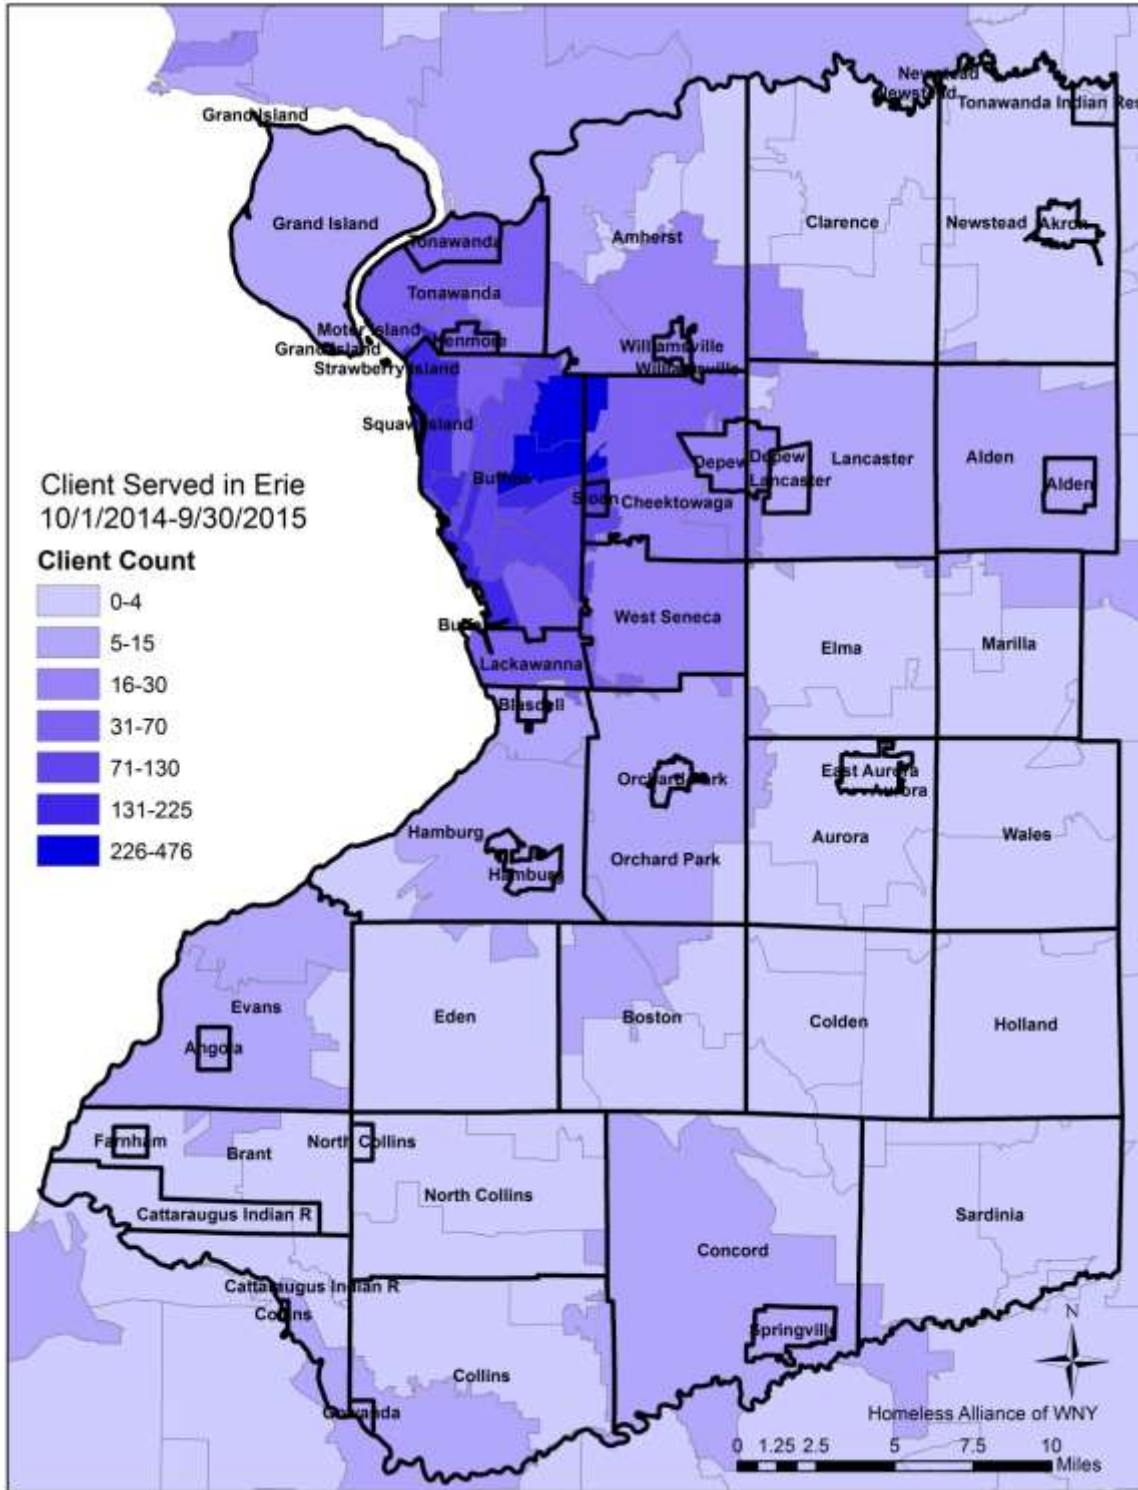 Newstead
Newstead
Tonawanda Indian Res
Grand Island
Grand Island
Clarence
Newstead
Akron
Amherst
Tonawanda
Tonawanda
Motor Island
Kenmore
Grand Island
Strawberry Island
Williamsville
Williamsville
Squaw Island
Depew
Depew
Lancaster
Lancaster
Alden
Alden
Buffalo
Sloan
Cheektowaga
Client Served in Erie
10/1/2014-9/30/2015
Client Count
0-4
5-15
16-30
31-70
71-130
131-225
226-476
West Seneca
Elma
Marilla
Lackawanna
Blasdell
Orchard Park
East Aurora
Aurora
Hamburg
Aurora
Wales
Orchard Park
Hamburg
Evans
Eden
Boston
Colden
Holland
Angola
Farnham
North Collins
Brant
North Collins
Cattaraugus Indian R
Sardinia
Concord
Cattaraugus Indian R
Collins
N
Springville
Collins
Gowanda
Homeless Alliance of WNY
0 1.25 2.5 5 7.5 10
Miles